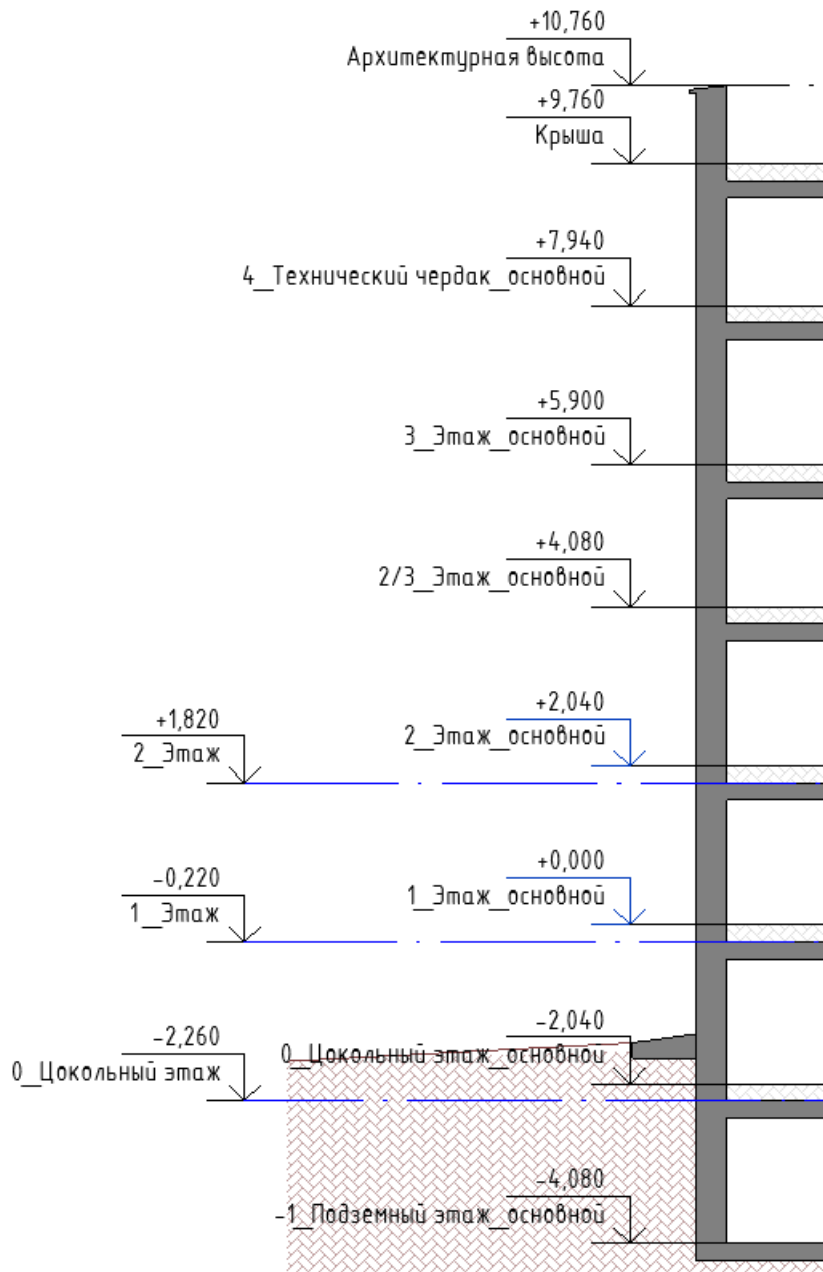 +10,760
Архитектурная высота
+9,760
Крыша
+7,940
4_Технический чердак_основной
+5,900
3_Этаж_основной
+4,080
2/3_Этаж_основной
+2,040
2_Этаж_основной
+1,820
2_Этаж
+0,000
1_Этаж_основной
-0,220
1_Этаж
-2,040
0_Цокольный этаж_основной
-2,260
0_Цокольный этаж
-4,080
-1_Подземный этаж_основной